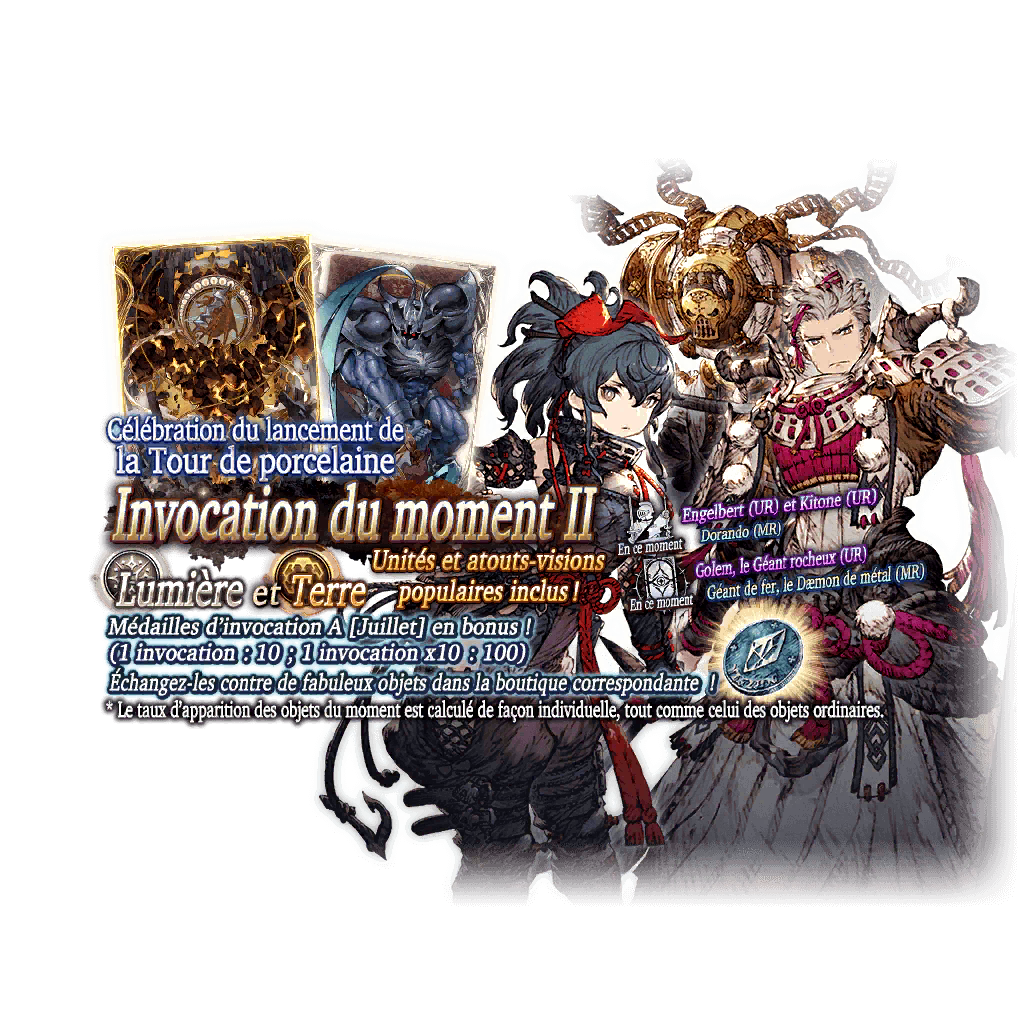 Célébration du lancement de
la Tour de porcelaine
Invocation du moment II
Lumière et Terre
Unités et atouts-visions
populaires inclus !
Médailles d'invocation A [Juillet] en bonus !
(1 invocation : 10 ; 1 invocation x10 : 100)
Échangez-les contre de fabuleux objets dans la boutique correspondante !
* Le taux d'apparition des objets du moment est calculé de façon individuelle, tout comme celui des objets ordinaires.
En ce moment
Engelbert (UR) et Kitone (UR)
Dorando (MR)
En ce moment
Golem, le Géant rocheux (UR)
Géant de fer, le Dæmon de métal (MR)